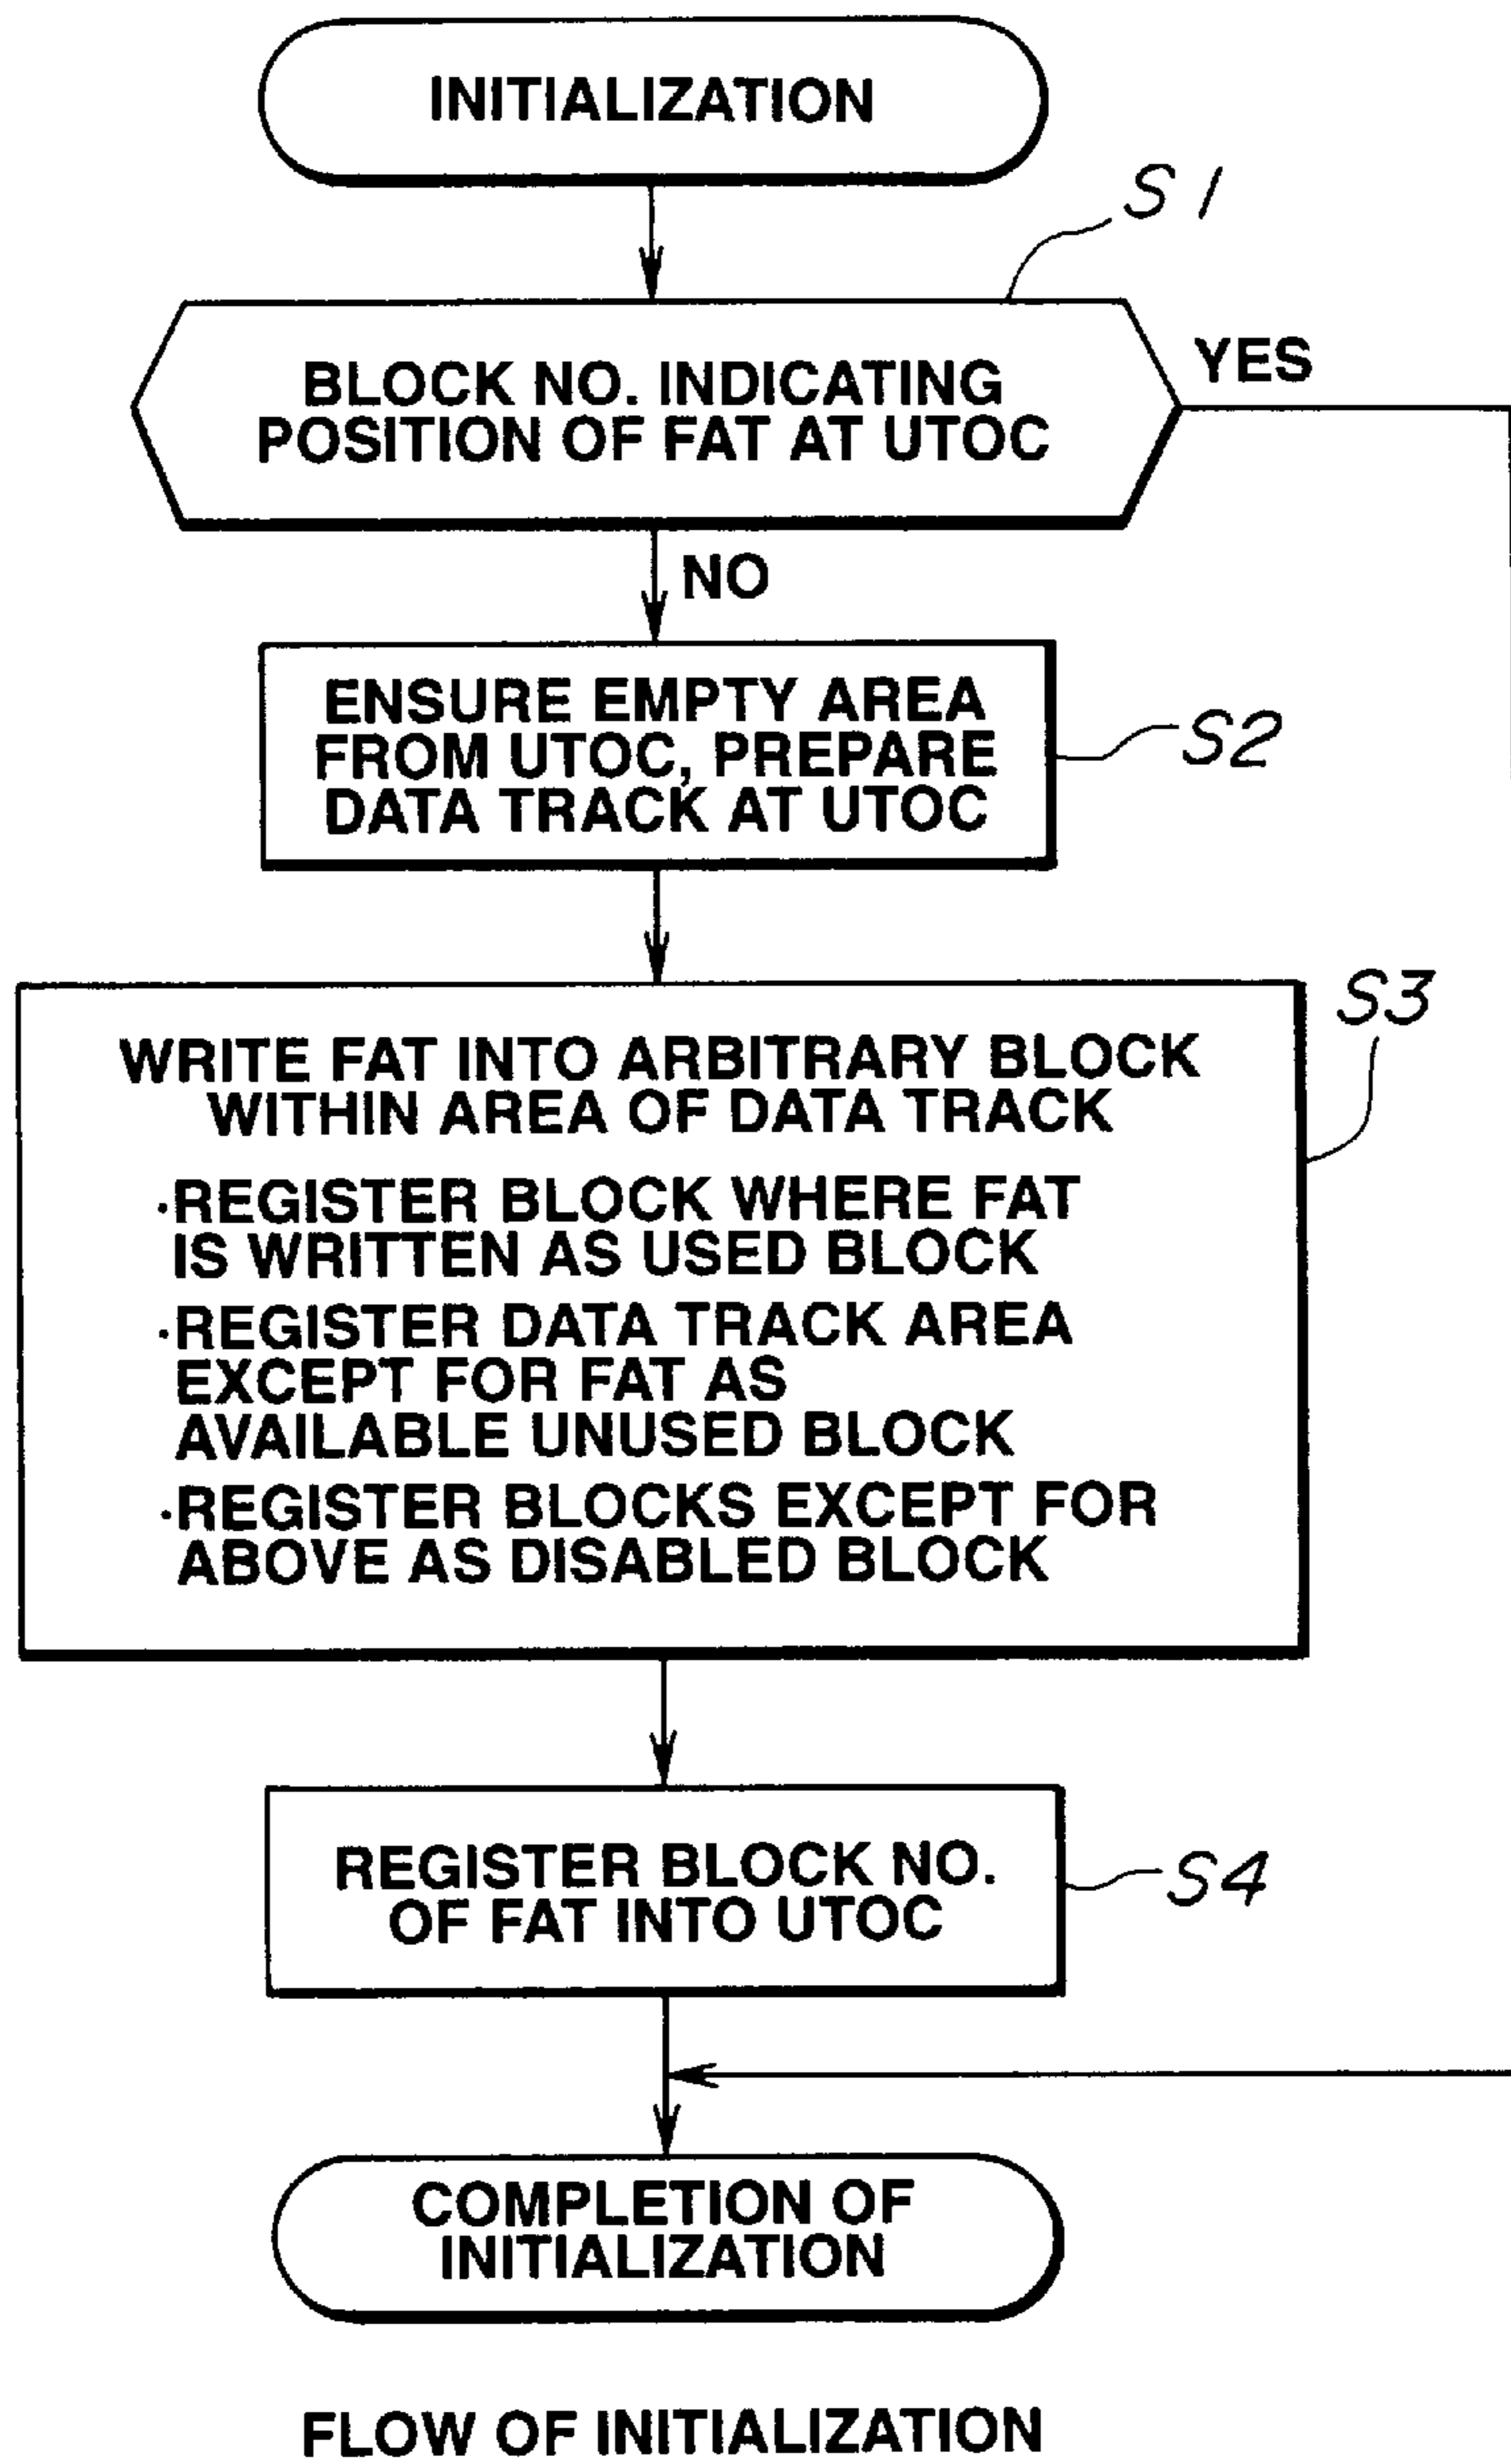 INITIALIZATION
S1
BLOCK NO. INDICATING
POSITION OF FAT AT UTOC
YES
NO
ENSURE EMPTY AREA
FROM UTOC, PREPARE
DATA TRACK AT UTOC
S2
S3
WRITE FAT INTO ARBITRARY BLOCK
WITHIN AREA OF DATA TRACK
·REGISTER BLOCK WHERE FAT
IS WRITTEN AS USED BLOCK
·REGISTER DATA TRACK AREA
EXCEPT FOR FAT AS
AVAILABLE UNUSED BLOCK
·REGISTER BLOCKS EXCEPT FOR
ABOVE AS DISABLED BLOCK
REGISTER BLOCK NO.
OF FAT INTO UTOC
S4
COMPLETION OF
INITIALIZATION
FLOW OF INITIALIZATION